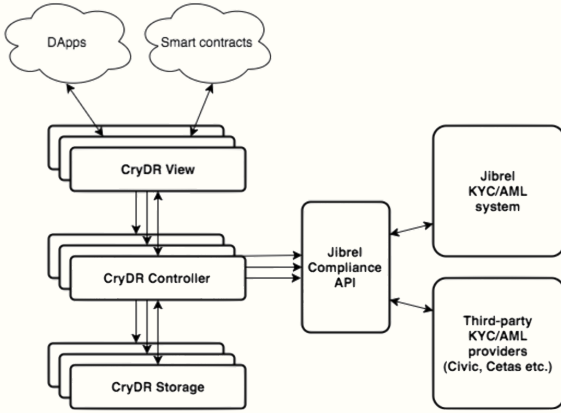 DApps
Smart contracts
CryDR View
CryDR Controller
CryDR Storage
Jibrel
Compliance
API
Jibrel
KYC/AML
system
Third-party
KYC/AML
providers
(Civic, Cetas etc.)